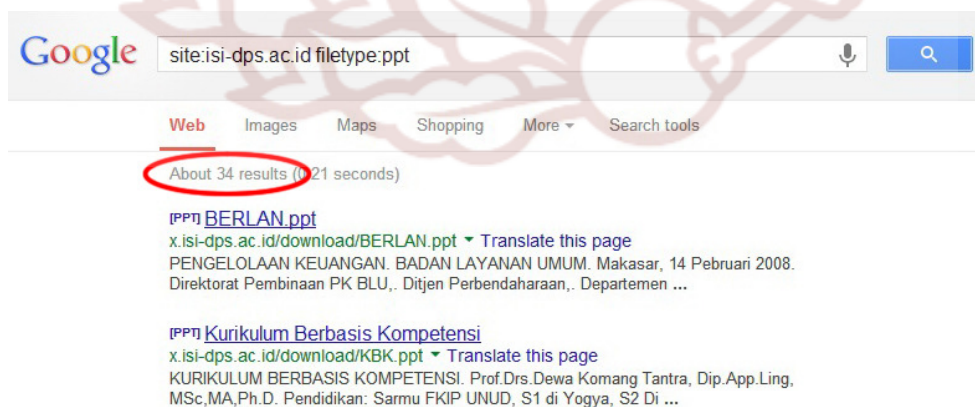 Google site:isi-dps.ac.id filetype:ppt
Web Images Maps Shopping More Search tools
About 34 results (0.21 seconds)
[PPT] BERLAN.ppt
x.isi-dps.ac.id/download/BERLAN.ppt Translate this page
PENGELOLAAN KEUANGAN. BADAN LAYANAN UMUM. Makasar, 14 Pebruari 2008.
Direktorat Pembinaan PK BLU,. Ditjen Perbendaharaan,. Departemen ...
[PPT] Kurikulum Berbasis Kompetensi
x.isi-dps.ac.id/download/KBK.ppt Translate this page
KURIKULUM BERBASIS KOMPETENSI. Prof.Drs.Dewa Komang Tantra, Dip.App.Ling,
MSc,MA,Ph.D. Pendidikan: Sarmu FKIP UNUD, S1 di Yogya, S2 Di ...